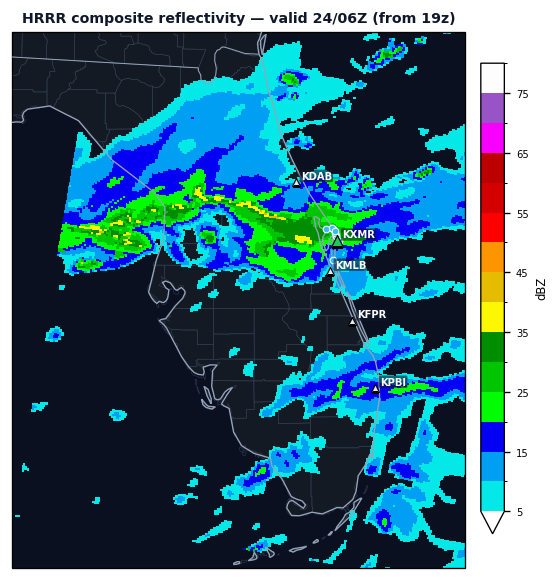 HRRR composite reflectivity — valid 24/06Z (from 19z)
KDAB
KXMR
KMLB
KFPR
KPBI
75
65
55
45
35
25
15
5
dBZ